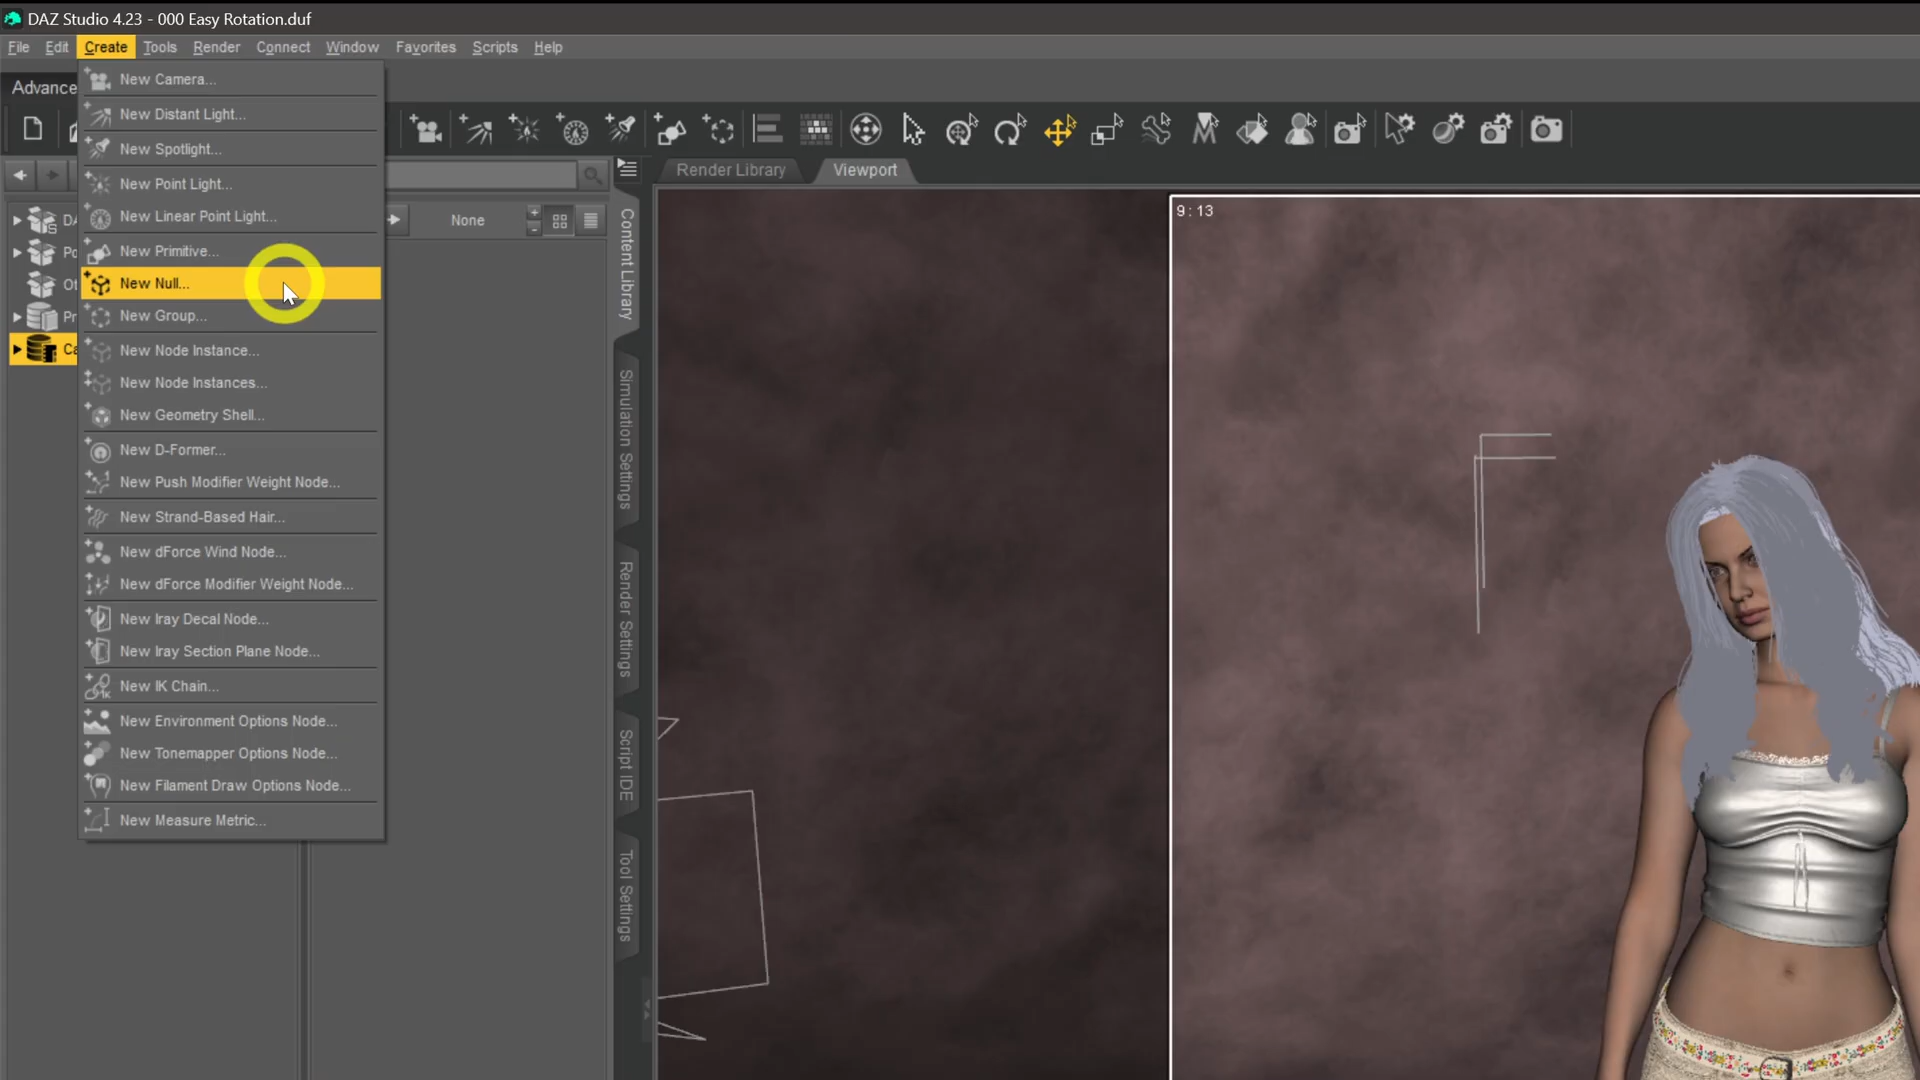 DAZ Studio 4.23 - 000 Easy Rotation.duf
File Edit Create Tools Render Connect Window Favorites Scripts Help
Advance
New Camera...
New Distant Light...
New Spotlight...
New Point Light...
New Linear Point Light...
New Primitive...
New Null...
New Group...
New Node Instance...
New Node Instances...
New Geometry Shell...
New D-Former...
New Push Modifier Weight Node...
New Strand-Based Hair...
New dForce Wind Node...
New dForce Modifier Weight Node...
New Iray Decal Node...
New Iray Section Plane Node...
New IK Chain...
New Environment Options Node...
New Tonemapper Options Node...
New Filament Draw Options Node...
New Measure Metric...
DA
Po
Ot
Pr
Ca
None
Content Library
Simulation Settings
Render Settings
Script IDE
Tool Settings
Render Library
Viewport
9 : 13